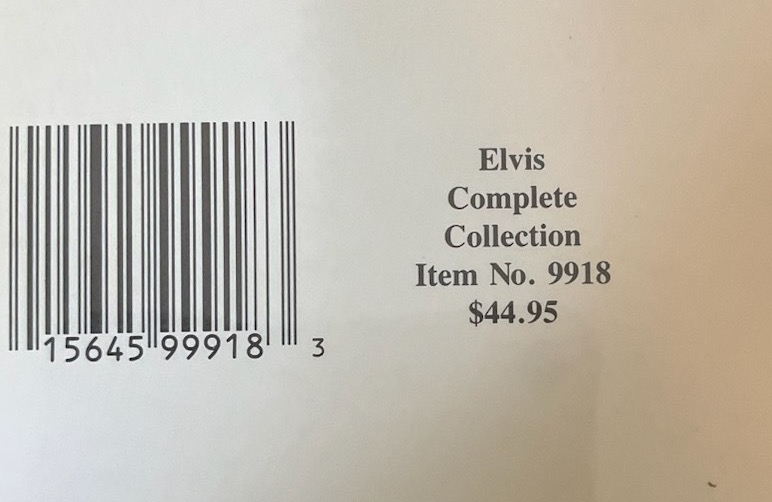 15645 99918 3
Elvis
Complete
Collection
Item No. 9918
$44.95